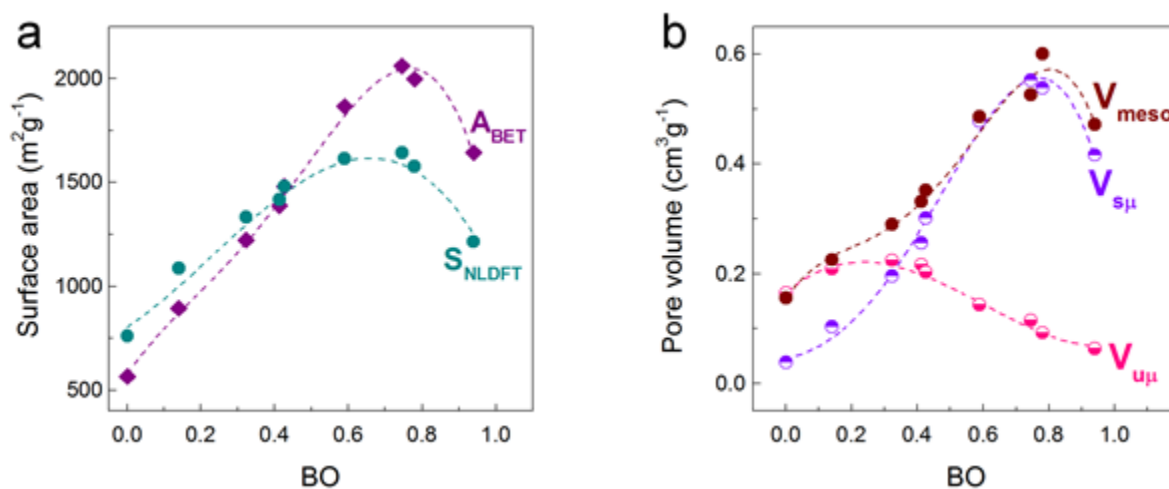 a
Surface area (m²g⁻¹)
2000
1500
1000
500
0.0 0.2 0.4 0.6 0.8 1.0
BO
A_BET
S_NLDFT
b
Pore volume (cm³g⁻¹)
0.6
0.4
0.2
0.0
0.0 0.2 0.4 0.6 0.8 1.0
BO
V_meso
V_sμ
V_uμ